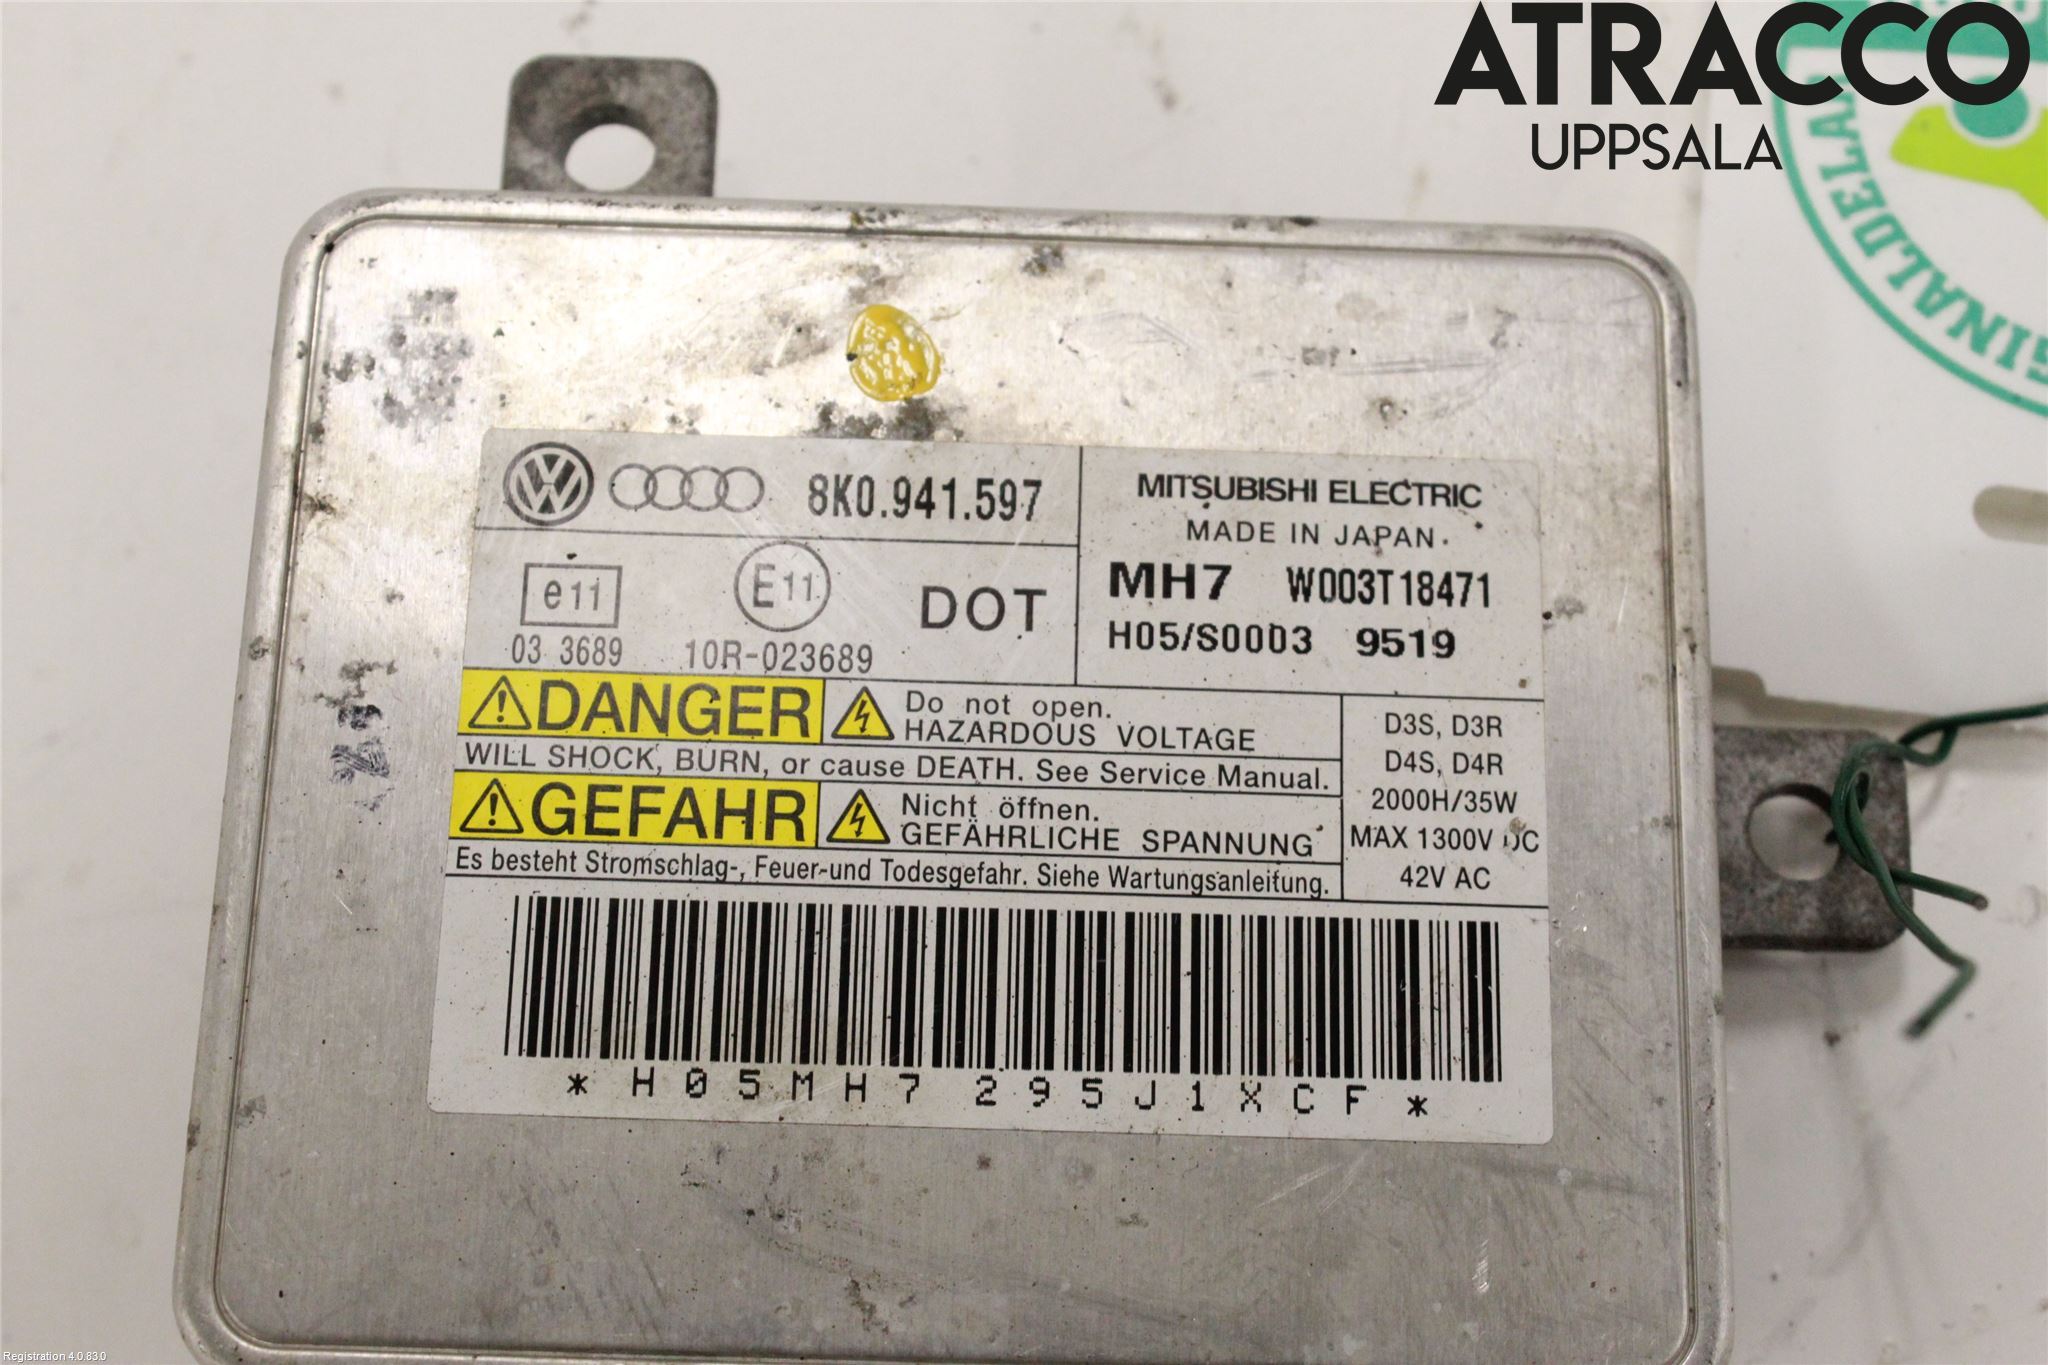 ATRACCO
UPPSALA
GINALDELAR
8K0.941.597
e11
03 3689
E11
10R-023689
DOT
MITSUBISHI ELECTRIC
MADE IN JAPAN
MH7 W003T18471
H05/S0003 9519
DANGER
Do not open.
HAZARDOUS VOLTAGE
WILL SHOCK, BURN, or cause DEATH. See Service Manual.
GEFAHR
Nicht öffnen.
GEFÄHRLICHE SPANNUNG
Es besteht Stromschlag-, Feuer-und Todesgefahr. Siehe Wartungsanleifung.
D3S, D3R
D4S, D4R
2000H/35W
MAX 1300V DC
42V AC
* H05MH7 295J1XCF *
Registration 4.0.83.0